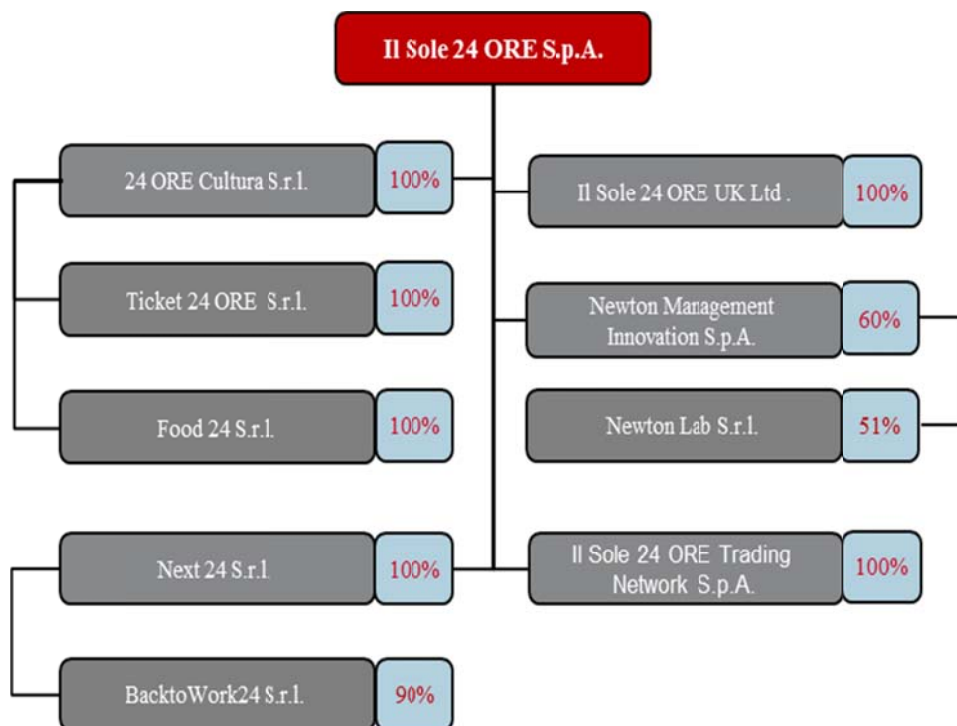 Il Sole 24 ORE S.p.A.
24 ORE Cultura S.r.l.
100%
Ticket 24 ORE S.r.l.
100%
Food 24 S.r.l.
100%
Next 24 S.r.l
100%
BacktoWork24 S.r.l.
90%
Il Sole 24 ORE UK Ltd .
100%
Newton Management
Innovation S.p.A.
60%
Newton Lab S.r.l.
51%
Il Sole 24 ORE Trading
Network S.p.A.
100%